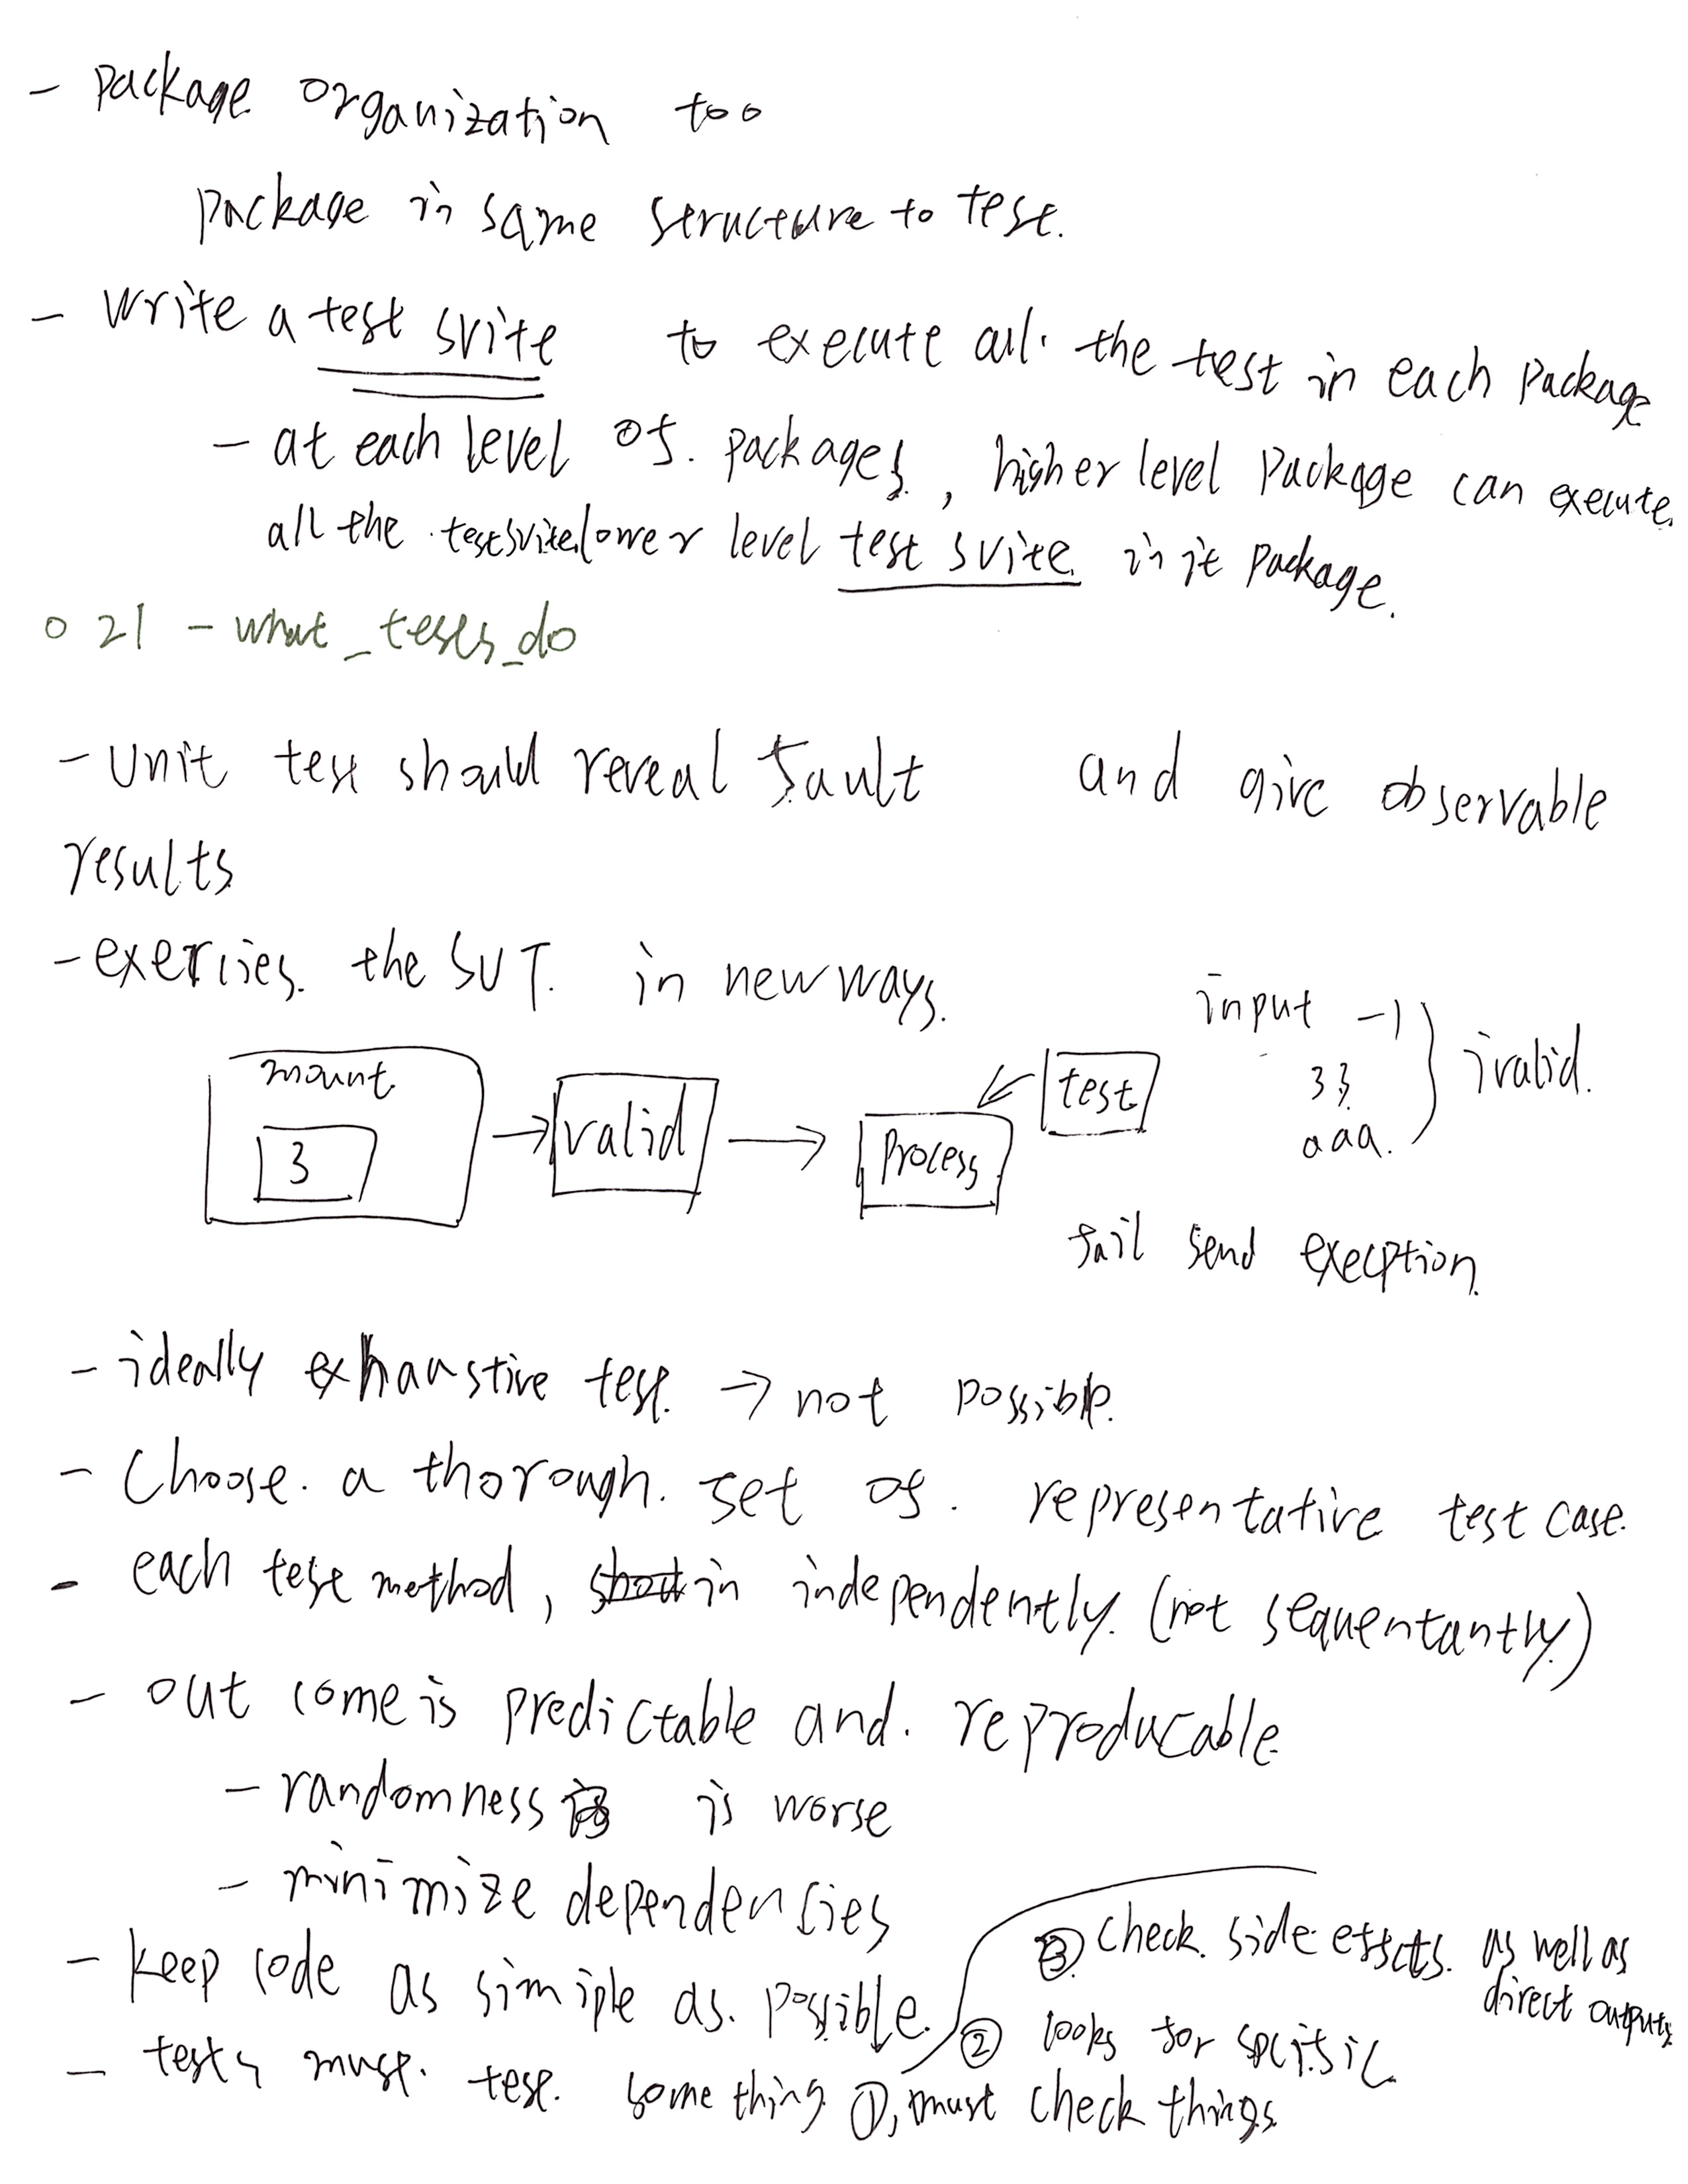 - package organization too
package in same structure to test.
- write a test suite to execute all the test in each package
- at each level of packages, higher level package can execute
all the testsuite lower level test suite in it package.
o 21 - what_tests_do
- Unit test should reveal fault and give observable
results
- exercises the SUT. in new ways.
input -1
33
aaa.
ivalid.
mount
3
valid
process
test
fail send exception
- ideally exhaustive test. → not possible.
- Choose a thorough set of representative test case.
- each test method, in independently. (not sequentantly)
- out come is predictable and reproducable
- randomness is worse
- minimize dependencies
- keep code as simiple as possible.
- tests must test something ①, must check things
② looks for spcific
③ check side effscts. as well as
direct outputs